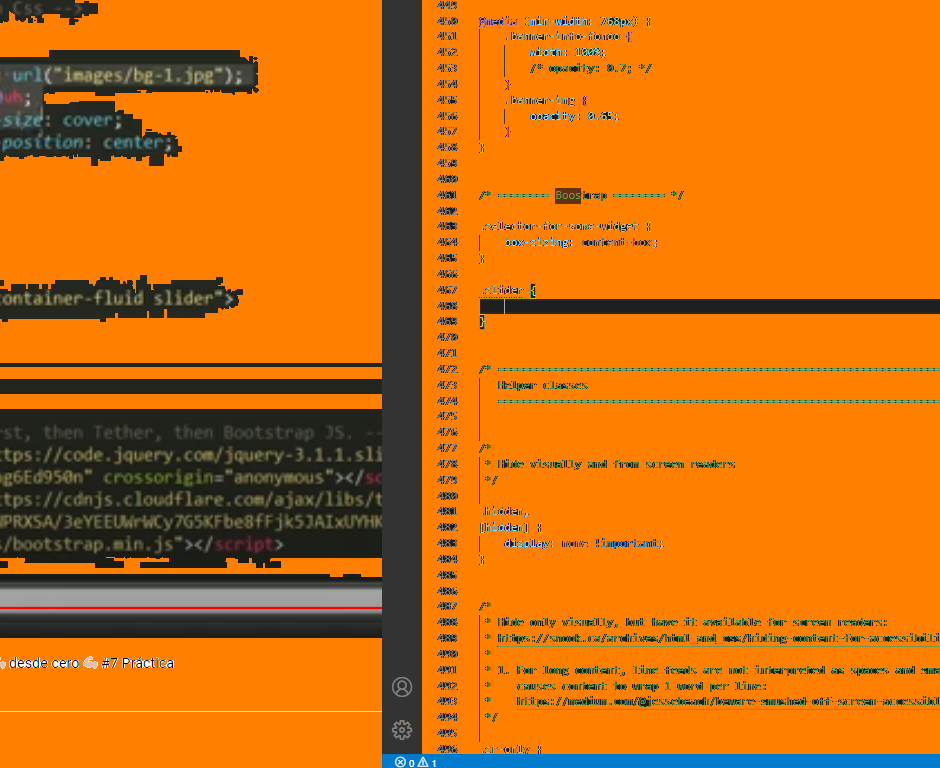 Css -->
url("images/bg-1.jpg");
vh;
size: cover;
position: center;
container-fluid slider">
rst, then Tether, then Bootstrap JS. --
ttps://code.jquery.com/jquery-3.1.1.sli
ng6Ed950n" crossorigin="anonymous"></sc
ttps://cdnjs.cloudflare.com/ajax/libs/t
s/bootstrap.min.js"></script>
desde cero #7 Práctica
449
450 @media (min-width: 768px) {
451 .banner-into-fondo {
452 width: 100%;
453 /* opacity: 0.7; */
454 }
455 .banner-img {
456 opacity: 0.65;
457 }
458 }
459
460
461 /* ======== Boostrap ======== */
462
463 .selector-for-some-widget {
464 box-sizing: content-box;
465 }
466
467 .slider {
468
469 }
470
471
472 /* ==========================
473 Helper classes
474 ==========================
475
476
477 /*
478 * Hide visually and from screen readers
479 */
480
481 .hidden,
482 [hidden] {
483 display: none !important;
484 }
485
486
487 /*
488 * Hide only visually, but have it available for screen readers:
489 * https://snook.ca/archives/html_and_css/hiding-content-for-accessibilit
490 *
491 * 1. For long content, line feeds are not interpreted as spaces and sma
492 * causes content to wrap 1 word per line:
493 * https://medium.com/@jessebeach/beware-smushed-off-screen-accessibl
494 */
495
496 .sr-only {
0 1